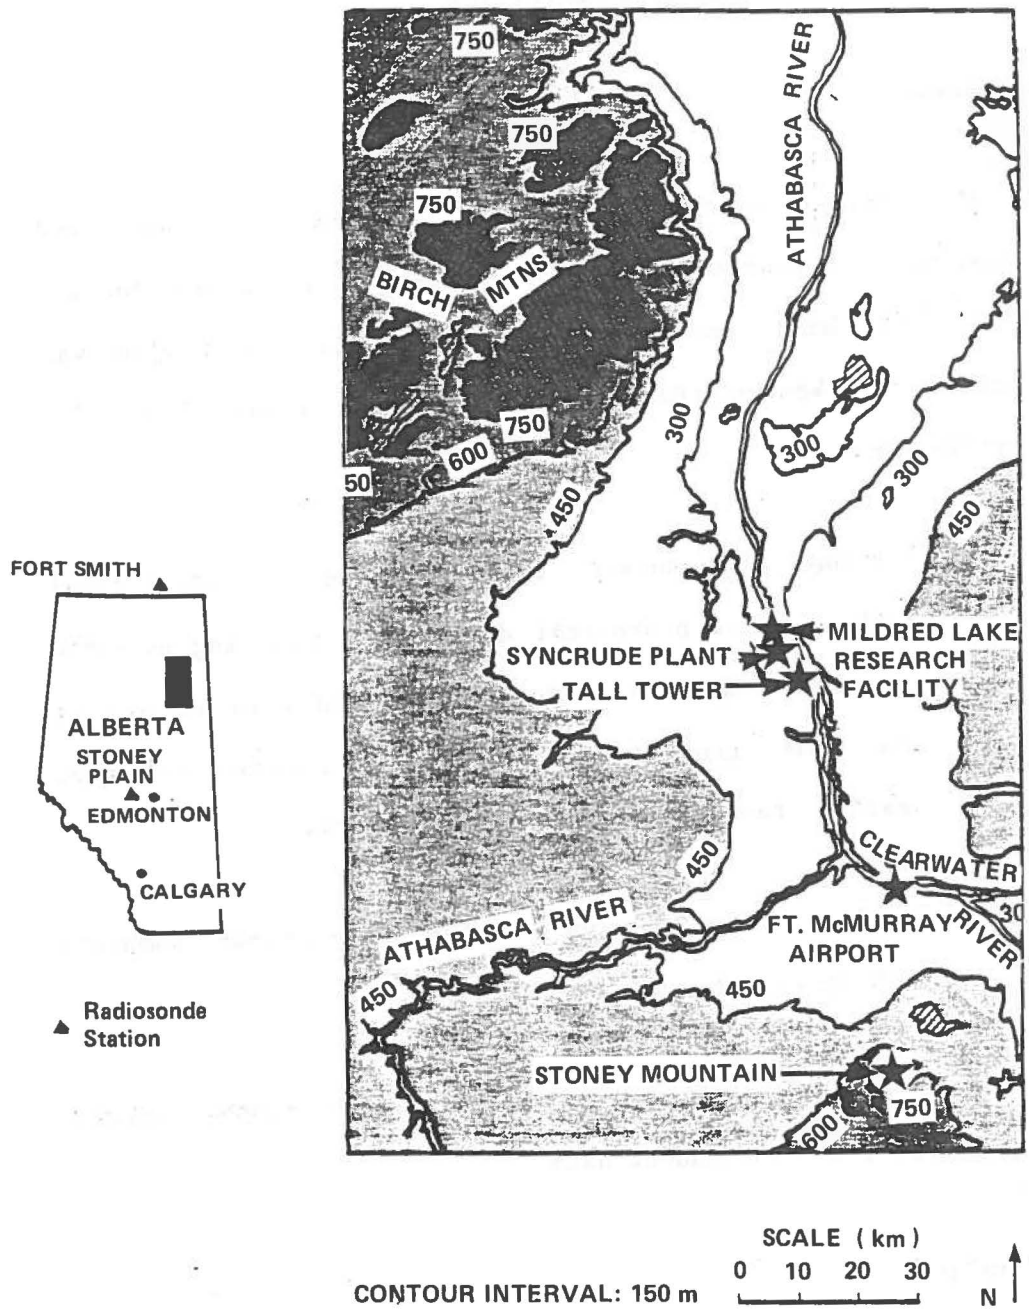 750
ATHABASCA RIVER
750
750
BIRCH MTNS
300
750
600
50
450
300
300
450
FORT SMITH
ALBERTA
STONEY
PLAIN
EDMONTON
CALGARY
Radiosonde
Station
MILDRED LAKE
RESEARCH
FACILITY
SYNCRUDE PLANT
TALL TOWER
450
CLEARWATER
RIVER
30
ATHABASCA RIVER
FT. McMURRAY
AIRPORT
450
450
STONEY MOUNTAIN
750
600
SCALE (km)
0 10 20 30
CONTOUR INTERVAL: 150 m
N